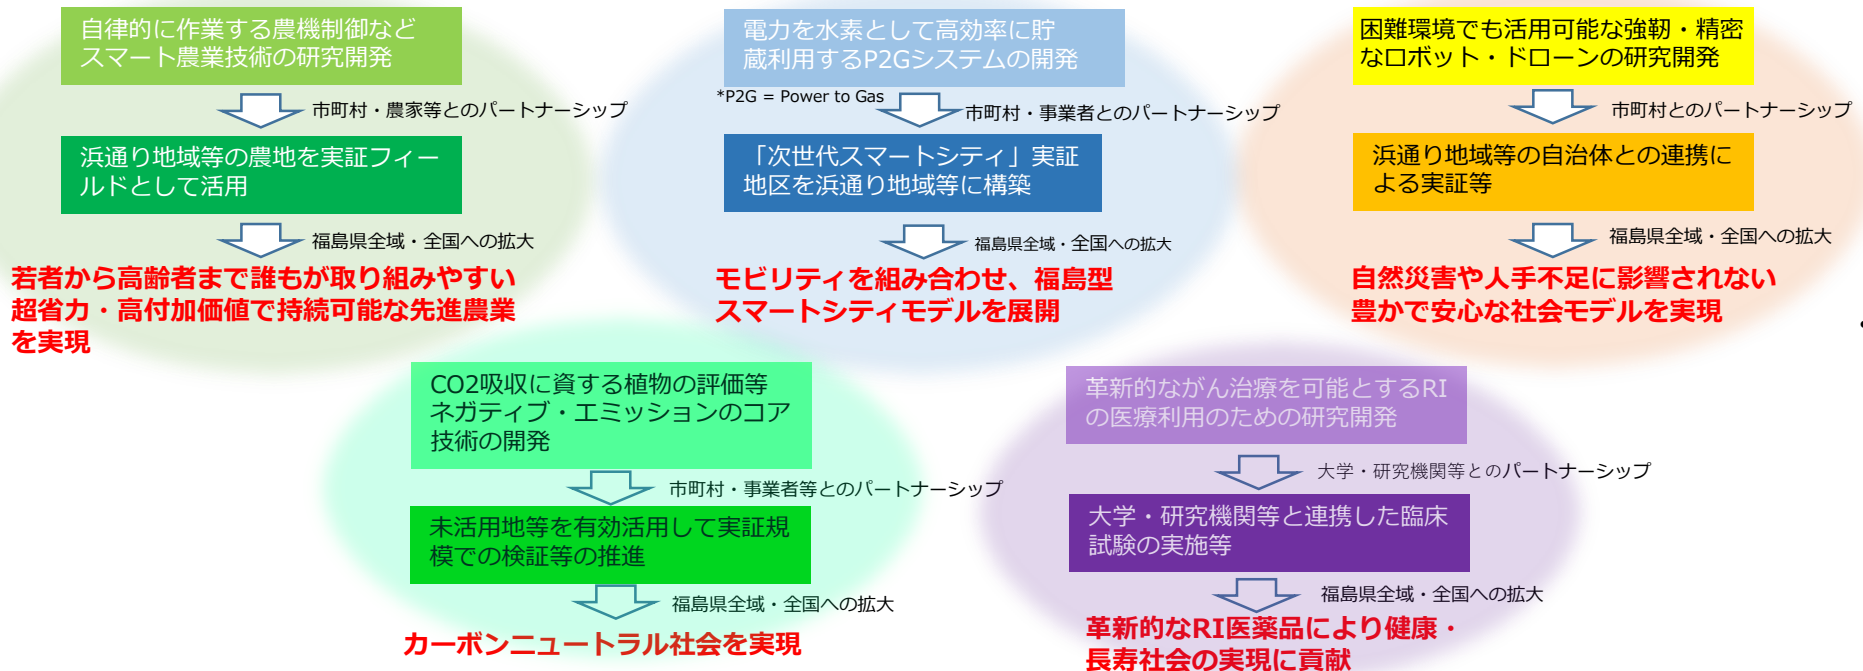 自律的に作業する農機制御など
スマート農業技術の研究開発
市町村・農家等とのパートナーシップ
浜通り地域等の農地を実証フィー
ルドとして活用
福島県全域・全国への拡大
若者から高齢者まで誰もが取り組みやすい
超省力・高付加価値で持続可能な先進農業
を実現
電力を水素として高効率に貯
蔵利用するP2Gシステムの開発
*P2G = Power to Gas
市町村・事業者とのパートナーシップ
「次世代スマートシティ」実証
地区を浜通り地域等に構築
福島県全域・全国への拡大
モビリティを組み合わせ、福島型
スマートシティモデルを展開
困難環境でも活用可能な強靭・精密
なロボット・ドローンの研究開発
市町村とのパートナーシップ
浜通り地域等の自治体との連携に
よる実証等
福島県全域・全国への拡大
自然災害や人手不足に影響されない
豊かで安心な社会モデルを実現
CO2吸収に資する植物の評価等
ネガティブ・エミッションのコア
技術の開発
市町村・事業者等とのパートナーシップ
未活用地等を有効活用して実証規
模での検証等の推進
福島県全域・全国への拡大
カーボンニュートラル社会を実現
革新的ながん治療を可能とするRI
の医療利用のための研究開発
大学・研究機関等とのパートナーシップ
大学・研究機関等と連携した臨床
試験の実施等
福島県全域・全国への拡大
革新的なRI医薬品により健康・
長寿社会の実現に貢献